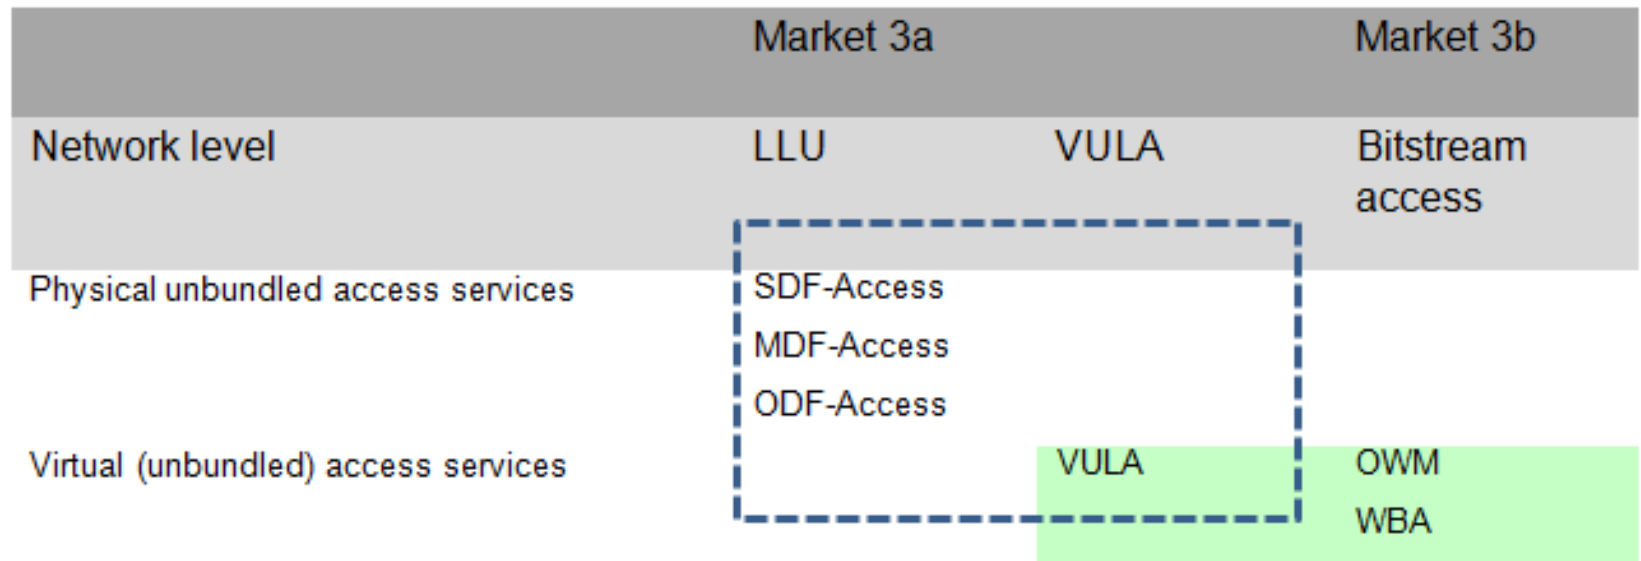 Market 3a Market 3b
Network level LLU VULA Bitstream
access
Physical unbundled access services SDF-Access
MDF-Access
ODF-Access
Virtual (unbundled) access services VULA OWM
WBA